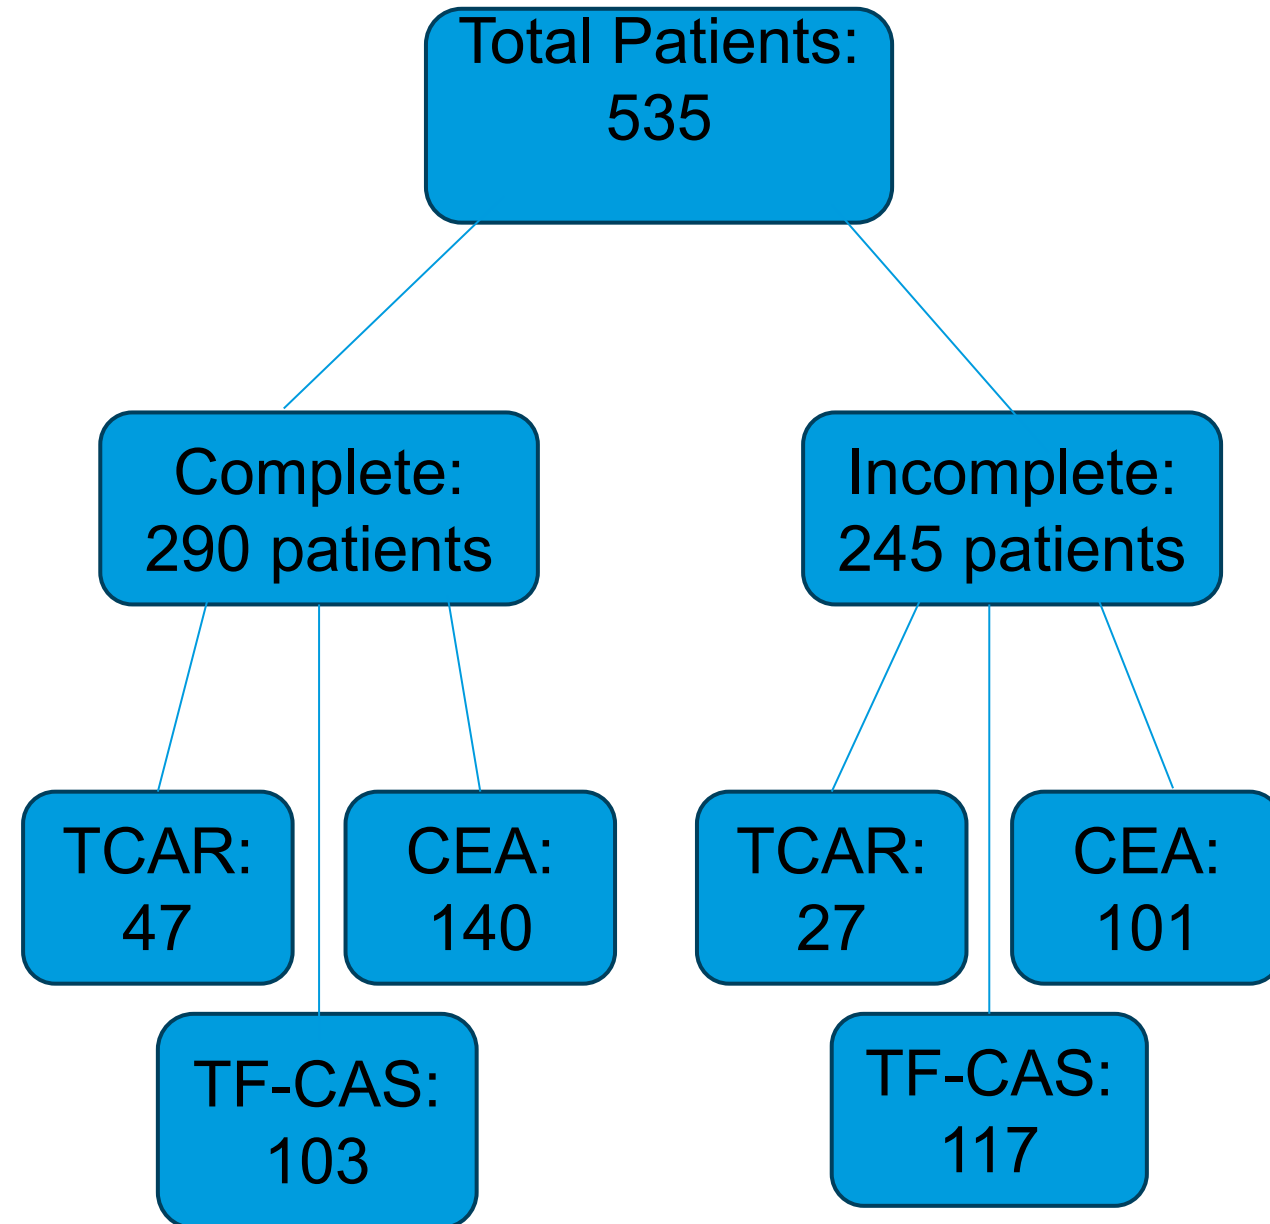 Total Patients:
535
Complete:
290 patients
Incomplete:
245 patients
TCAR:
47
CEA:
140
TF-CAS:
103
TCAR:
27
CEA:
101
TF-CAS:
117